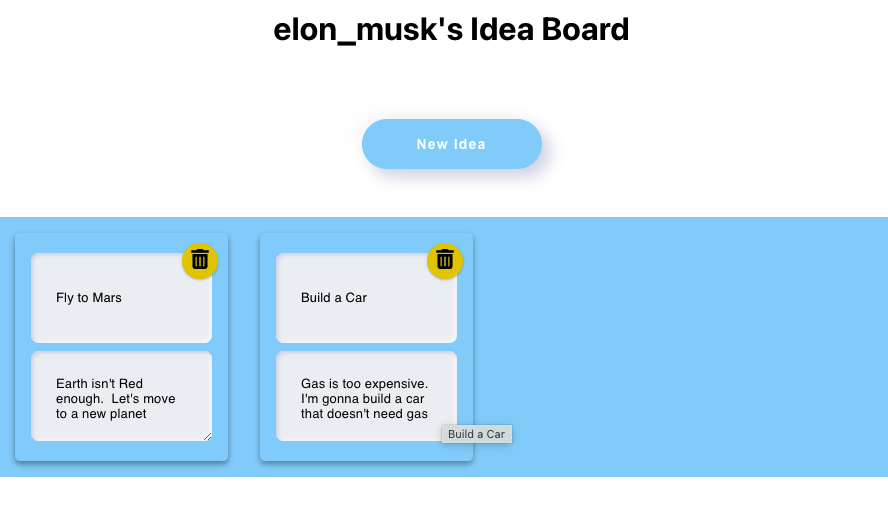 elon_musk's Idea Board
New Idea
Fly to Mars
Earth isn't Red
enough.  Let's move
to a new planet
Build a Car
Gas is too expensive.
I'm gonna build a car
that doesn't need gas
Build a Car